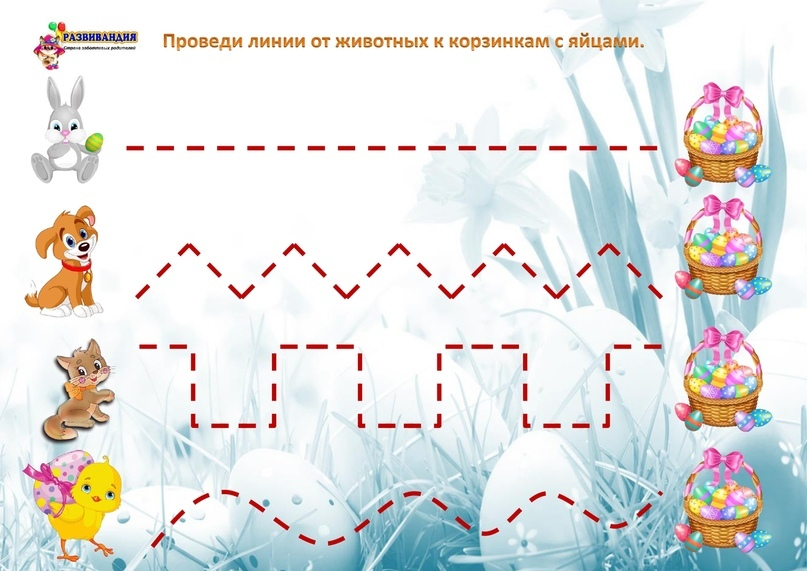 РАЗВИВАНДИЯ
Страна заботливых родителей
Проведи линии от животных к корзинкам с яйцами.